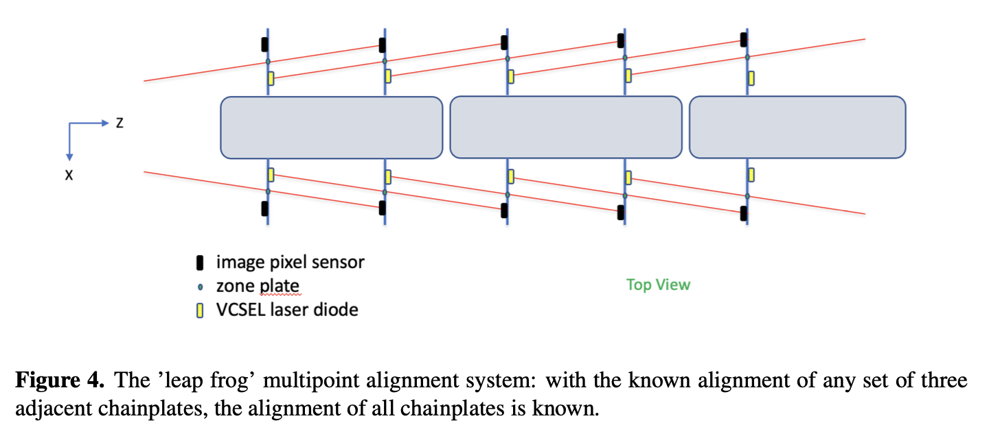 Z
X
image pixel sensor
zone plate
VCSEL laser diode
Top View
Figure 4. The ’leap frog’ multipoint alignment system: with the known alignment of any set of three
adjacent chainplates, the alignment of all chainplates is known.